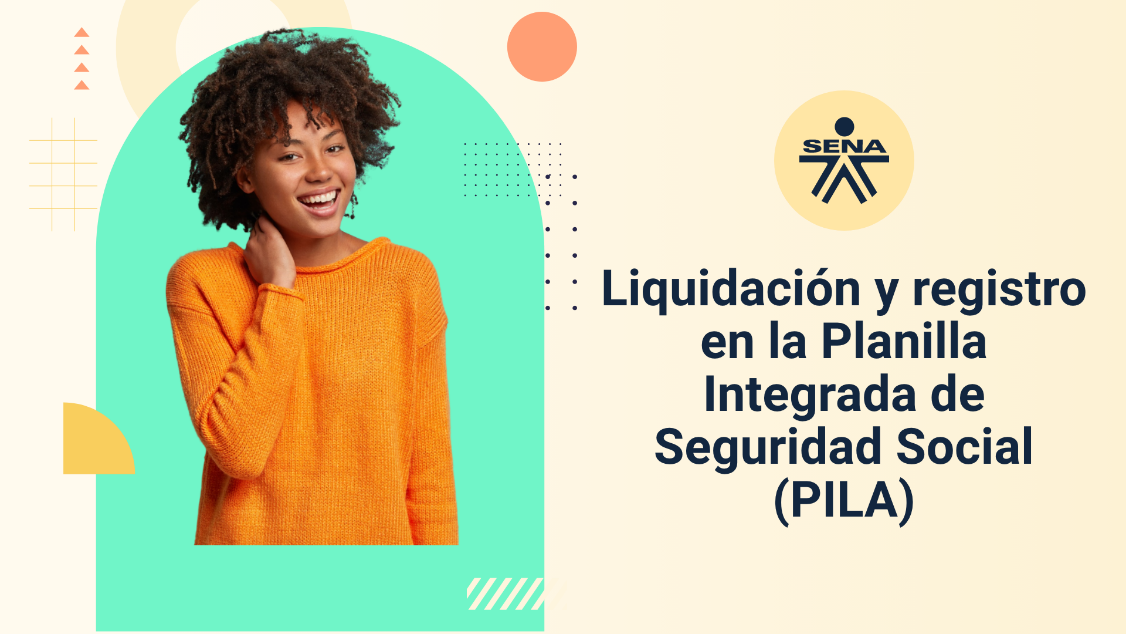 SENA
Liquidación y registro
en la Planilla
Integrada de
Seguridad Social
(PILA)